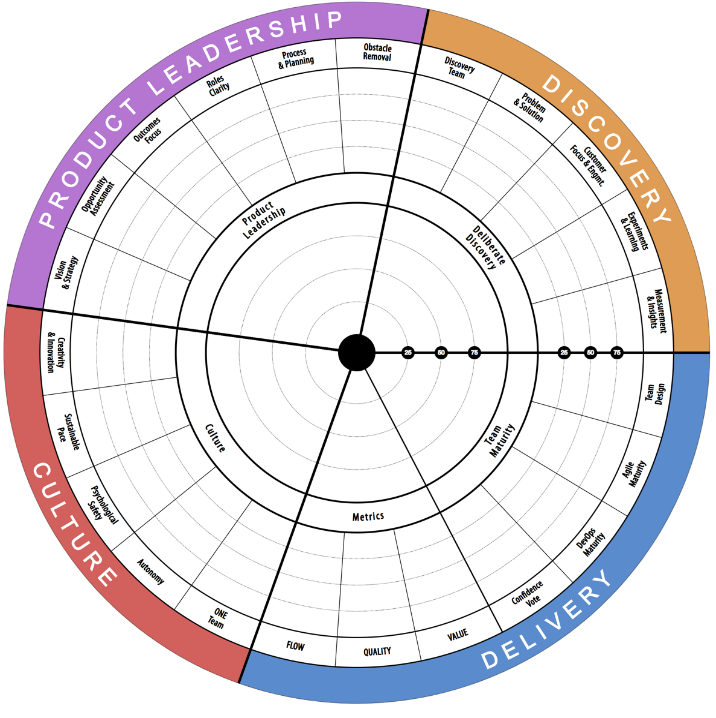 PRODUCT LEADERSHIP
DISCOVERY
DELIVERY
CULTURE
Vision
& Strategy
Opportunity
Assessment
Outcomes
Focus
Roles
Clarity
Process
& Planning
Obstacle
Removal
Discovery
Team
Problem
& Solution
Customer
Focus & Engmt.
Experiments
& Learning
Measurement
& Insights
Team
Design
Agile
Maturity
DevOps
Maturity
Confidence
Vote
VALUE
QUALITY
FLOW
ONE
Team
Autonomy
Psychological
Safety
Sustainable
Pace
Creativity
& Innovation
Product
Leadership
Deliberate
Discovery
Team
Maturity
Metrics
Culture
25 50 75
25 50 75